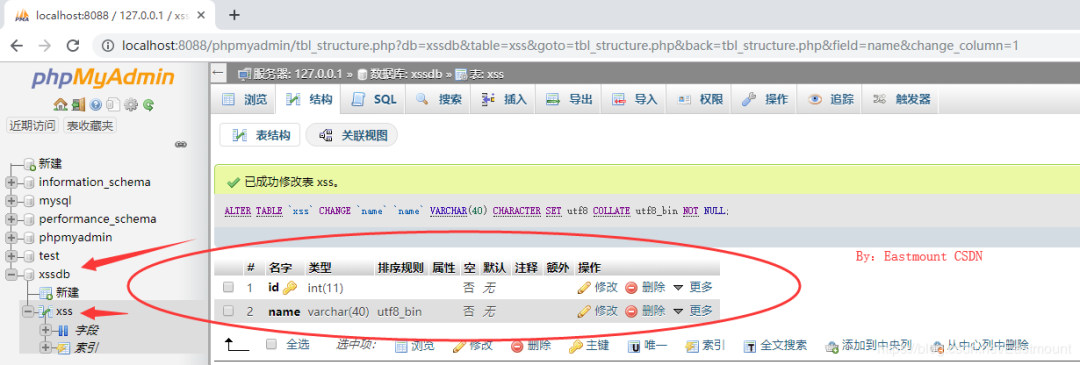 localhost:8088 / 127.0.0.1 / xss
localhost:8088/phpmyadmin/tbl_structure.php?db=xssdb&table=xss&goto=tbl_structure.php&back=tbl_structure.php&field=name&change_column=1
phpMyAdmin
近期访问 表收藏夹
新建
information_schema
mysql
performance_schema
phpmyadmin
test
xssdb
新建
xss
字段
索引
服务器: 127.0.0.1 » 数据库: xssdb » 表: xss
浏览 结构 SQL 搜索 插入 导出 导入 权限 操作 追踪 触发器
表结构 关联视图
已成功修改表 xss。
ALTER TABLE `xss` CHANGE `name` `name` VARCHAR(40) CHARACTER SET utf8 COLLATE utf8_bin NOT NULL;
By: Eastmount CSDN
# 名字 类型 排序规则 属性 空 默认 注释 额外 操作
1 id int(11) 否 无 修改 删除 更多
2 name varchar(40) utf8_bin 否 无 修改 删除 更多
全选 选中项: 浏览 修改 删除 主键 唯一 索引 全文搜索 添加到中央列 从中心列中删除